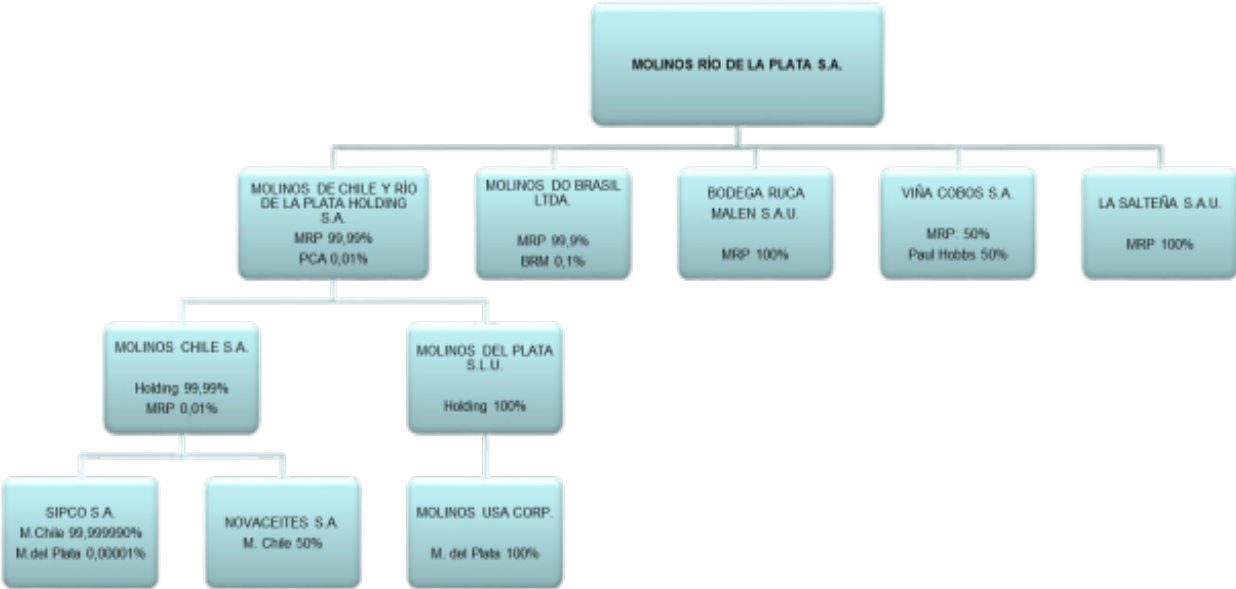 MOLINOS RÍO DE LA PLATA S.A.
MOLINOS DE CHILE Y RÍO
DE LA PLATA HOLDING
S.A.
MRP 99,99%
PCA 0,01%
MOLINOS DO BRASIL
LTDA.
MRP 99,9%
BRM 0,1%
BODEGA RUCA
MALEN S.A.U.
MRP 100%
VIÑA COBOS S.A.
MRP: 50%
Paul Hobbs 50%
LA SALTEÑA S.A.U.
MRP 100%
MOLINOS CHILE S.A.
Holding 99,99%
MRP 0,01%
MOLINOS DEL PLATA
S.L.U.
Holding 100%
SIPCO S.A.
M.Chile 99,999990%
M.del Plata 0,00001%
NOVACEITES S.A.
M. Chile 50%
MOLINOS USA CORP.
M. del Plata 100%